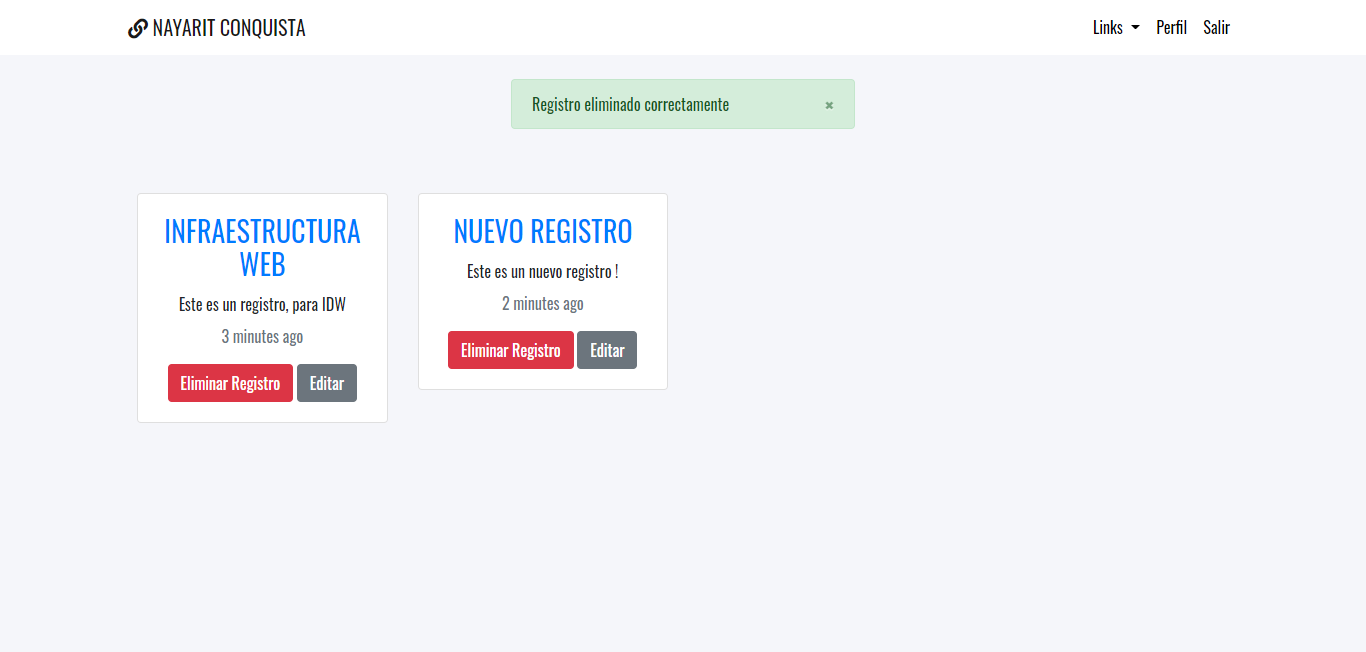 NAYARIT CONQUISTA
Links Perfil Salir
Registro eliminado correctamente ×
INFRAESTRUCTURA
WEB
Este es un registro, para IDW
3 minutes ago
Eliminar Registro Editar
NUEVO REGISTRO
Este es un nuevo registro !
2 minutes ago
Eliminar Registro Editar